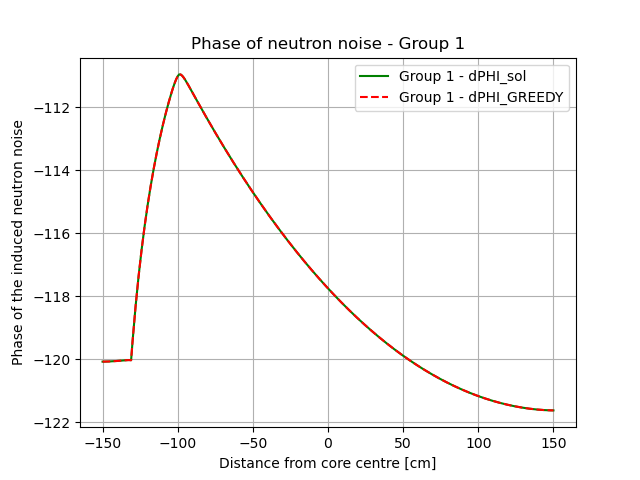 Phase of neutron noise - Group 1
Group 1 - dPHI_sol
Group 1 - dPHI_GREEDY
Phase of the induced neutron noise
−112
−114
−116
−118
−120
−122
−150
−100
−50
0
50
100
150
Distance from core centre [cm]